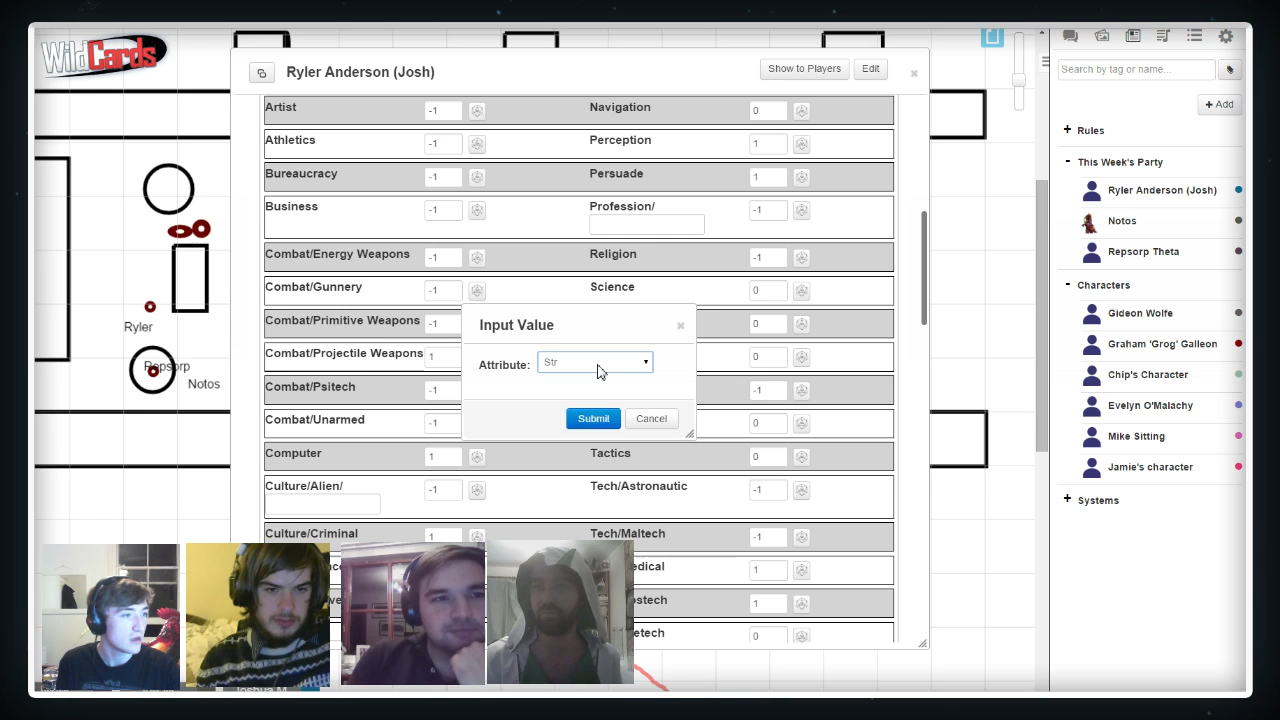 WildCards
Ryler Anderson (Josh)
Show to Players
Edit
Search by tag or name...
+ Add
Artist -1 Navigation 0
Athletics -1 Perception 1
Bureaucracy -1 Persuade 1
Business -1 Profession/ -1
Combat/Energy Weapons -1 Religion -1
Combat/Gunnery -1 Science 0
Combat/Primitive Weapons -1 0
Combat/Projectile Weapons 1 0
Combat/Psitech -1 -1
Combat/Unarmed -1 0
Computer 1 Tactics 0
Culture/Alien/ -1 Tech/Astronautic -1
Culture/Criminal 1 Tech/Maltech -1
edical 1
ostech 1
etech 0
Input Value
Attribute: Str
Submit Cancel
Ryler
Repsorp
Notos
+ Rules
- This Week's Party
Ryler Anderson (Josh)
Notos
Repsorp Theta
- Characters
Gideon Wolfe
Graham 'Grog' Galleon
Chip's Character
Evelyn O'Malachy
Mike Sitting
Jamie's character
+ Systems